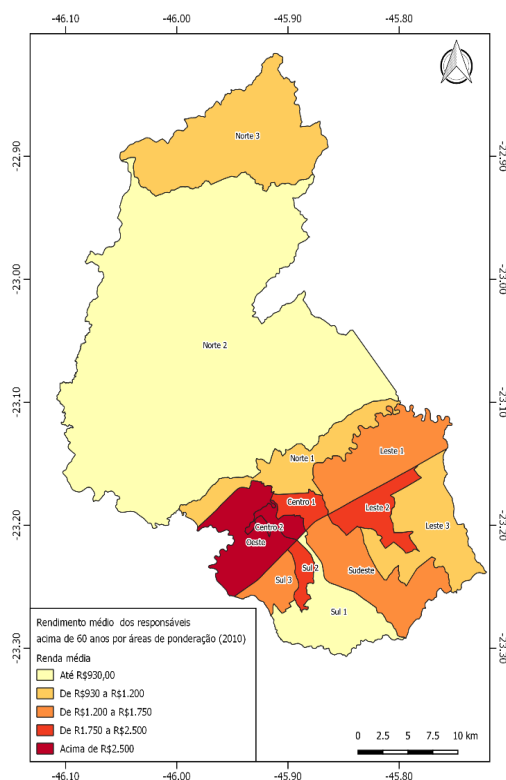 -46.10 -46.00 -45.90 -45.80
-22.90 -22.90
-23.00 -23.00
-23.10 -23.10
-23.20 -23.20
-23.30 -23.30
Norte 3
Norte 2
Leste 1
Norte 1
Centro 1
Leste 2
Centro 2
Leste 3
Oeste
Sul 2
Sudeste
Sul 3
Sul 1
Rendimento médio dos responsáveis
acima de 60 anos por áreas de ponderação (2010)
Renda média
Até R$930,00
De R$930 a R$1.200
De R$1.200 a R$1.750
De R1.750 a R$2.500
Acima de R$2.500
0 2.5 5 7.5 10 km
-46.10 -46.00 -45.90 -45.80